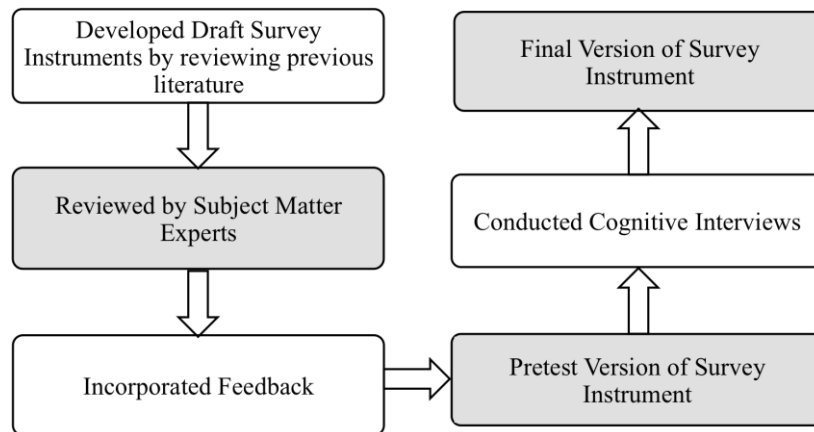 Developed Draft Survey
Instruments by reviewing previous
literature
Reviewed by Subject Matter
Experts
Incorporated Feedback
Pretest Version of Survey
Instrument
Conducted Cognitive Interviews
Final Version of Survey
Instrument